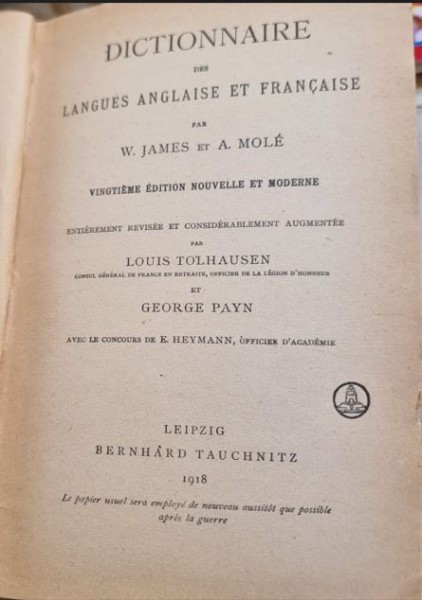 DICTIONNAIRE
DES
LANGUES ANGLAISE ET FRANÇAISE
PAR
W. JAMES ET A. MOLÉ
VINGTIÈME ÉDITION NOUVELLE ET MODERNE
ENTIÈREMENT REVISÉE ET CONSIDÉRABLEMENT AUGMENTÉE
PAR
LOUIS TOLHAUSEN
CONSUL GÉNÉRAL DE FRANCE EN RETRAITE, OFFICIER DE LA LÉGION D'HONNEUR
ET
GEORGE PAYN
AVEC LE CONCOURS DE E. HEYMANN, OFFICIER D'ACADÉMIE
LEIPZIG
BERNHARD TAUCHNITZ
1918
Le papier usuel sera employé de nouveau aussitôt que possible
après la guerre